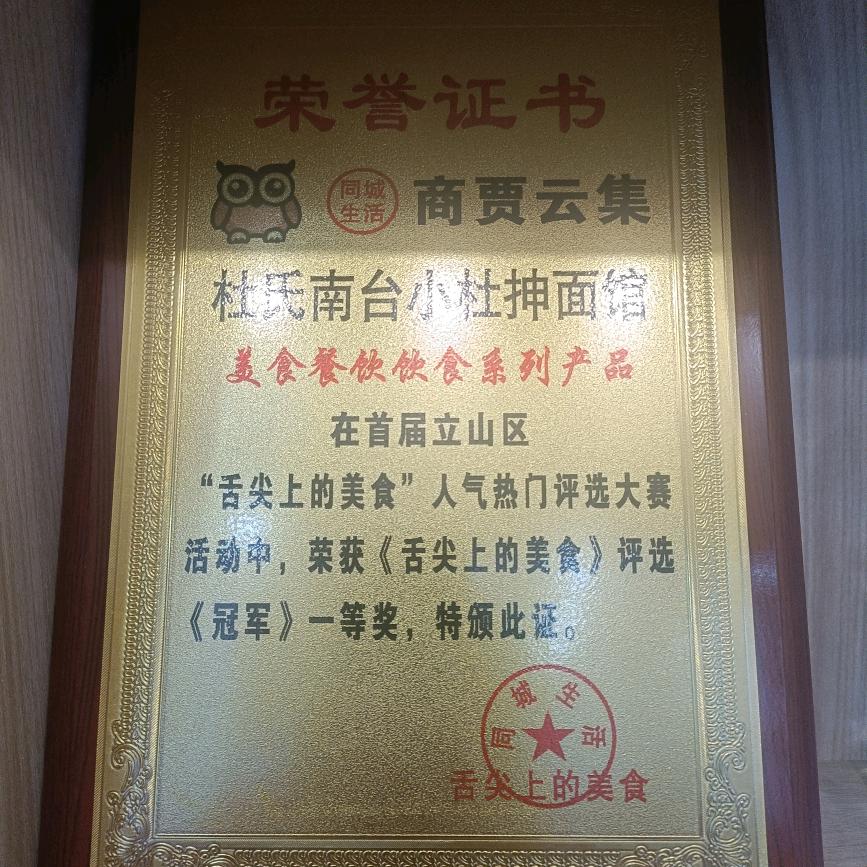 荣誉证书
同城
生活
商贾云集
杜氏南台小杜抻面馆
美食餐饮饮食系列产品
在首届立山区
“舌尖上的美食”人气热门评选大赛
活动中，荣获《舌尖上的美食》评选
《冠军》一等奖，特颁此证。
同城生活
舌尖上的美食